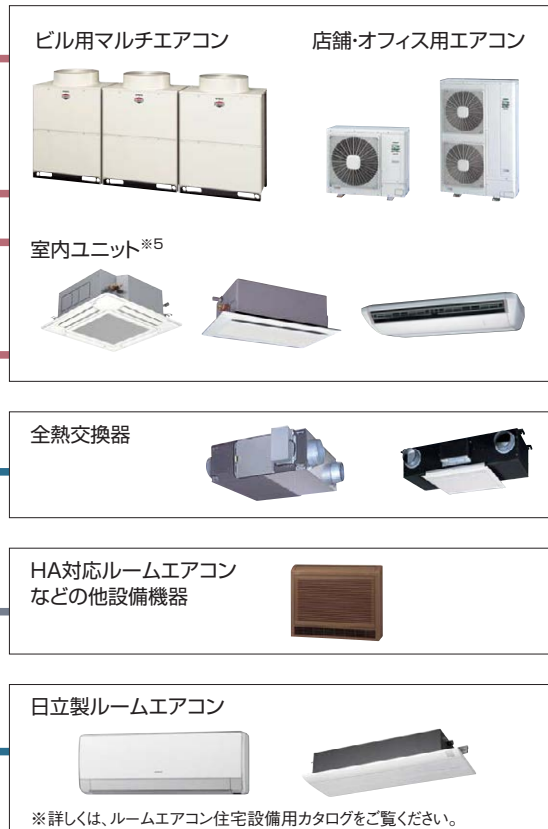 ビル用マルチエアコン
店舗・オフィス用エアコン
室内ユニット※5
全熱交換器
HA対応ルームエアコン
などの他設備機器
日立製ルームエアコン
※詳しくは、ルームエアコン住宅設備用カタログをご覧ください。